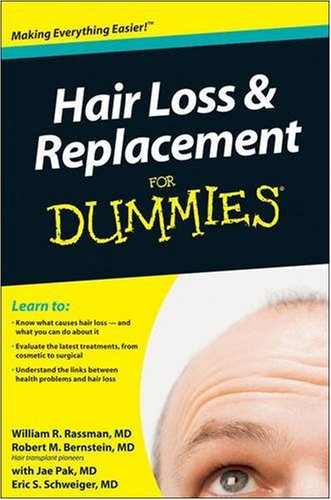 Making Everything Easier!™
Hair Loss &
Replacement
FOR
DUMMIES®
Learn to:
• Know what causes hair loss — and
what you can do about it
• Evaluate the latest treatments, from
cosmetic to surgical
• Understand the links between
health problems and hair loss
William R. Rassman, MD
Robert M. Bernstein, MD
Hair transplant pioneers
with Jae Pak, MD
Eric S. Schweiger, MD